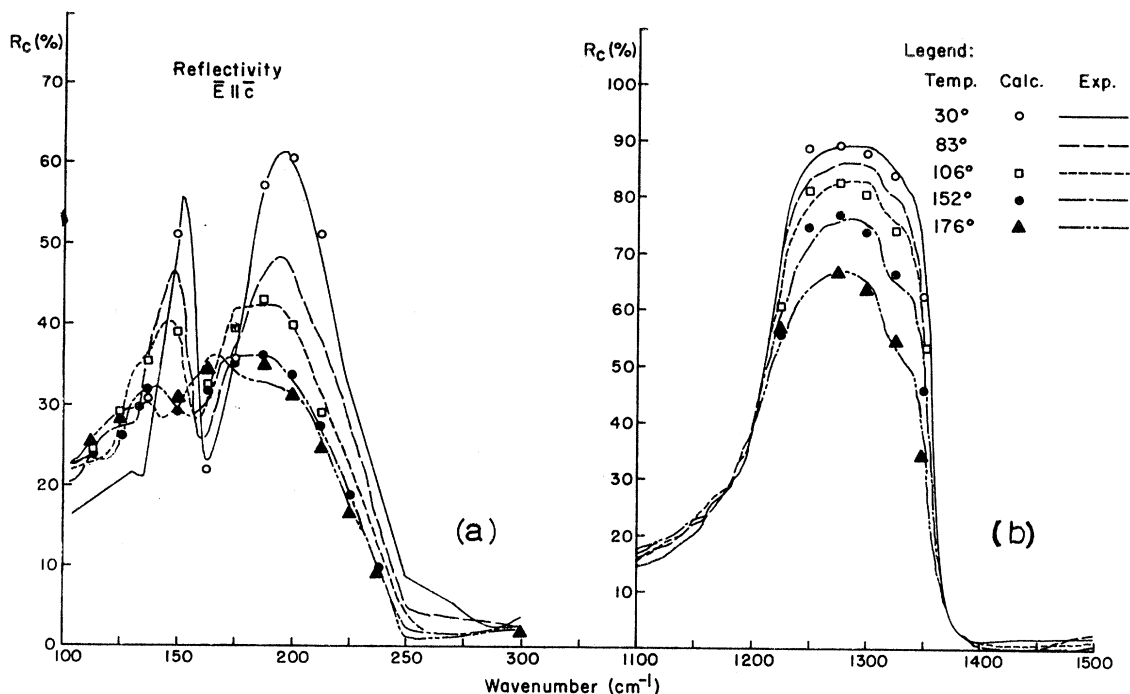 R_C (%)
70
60
50
40
30
20
10
0
Reflectivity
E̅ II c̅
(a)
100 150 200 250 300
R_C (%)
100
90
80
70
60
50
40
30
20
10
0
Legend:
Temp. Calc. Exp.
30°
83°
106°
152°
176°
(b)
1100 1200 1300 1400 1500
Wavenumber (cm⁻¹)